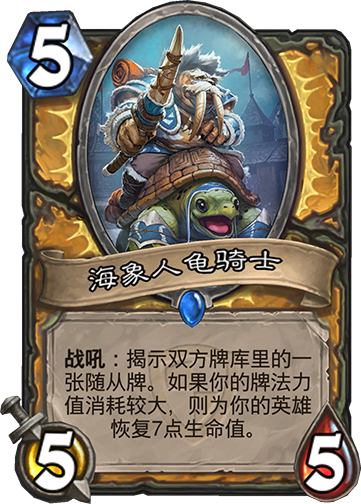 5
海象人龟骑士
战吼：揭示双方牌库里的一
张随从牌。如果你的牌法力
值消耗较大，则为你的英雄
恢复7点生命值。
5
5